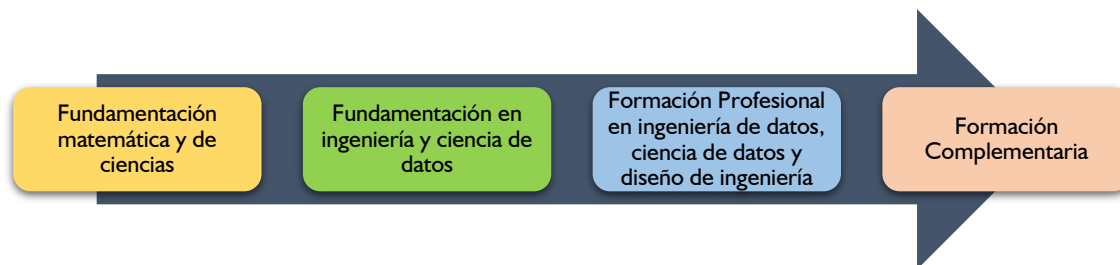 Fundamentación
matemática y de
ciencias
Fundamentación en
ingeniería y ciencia de
datos
Formación Profesional
en ingeniería de datos,
ciencia de datos y
diseño de ingeniería
Formación
Complementaria